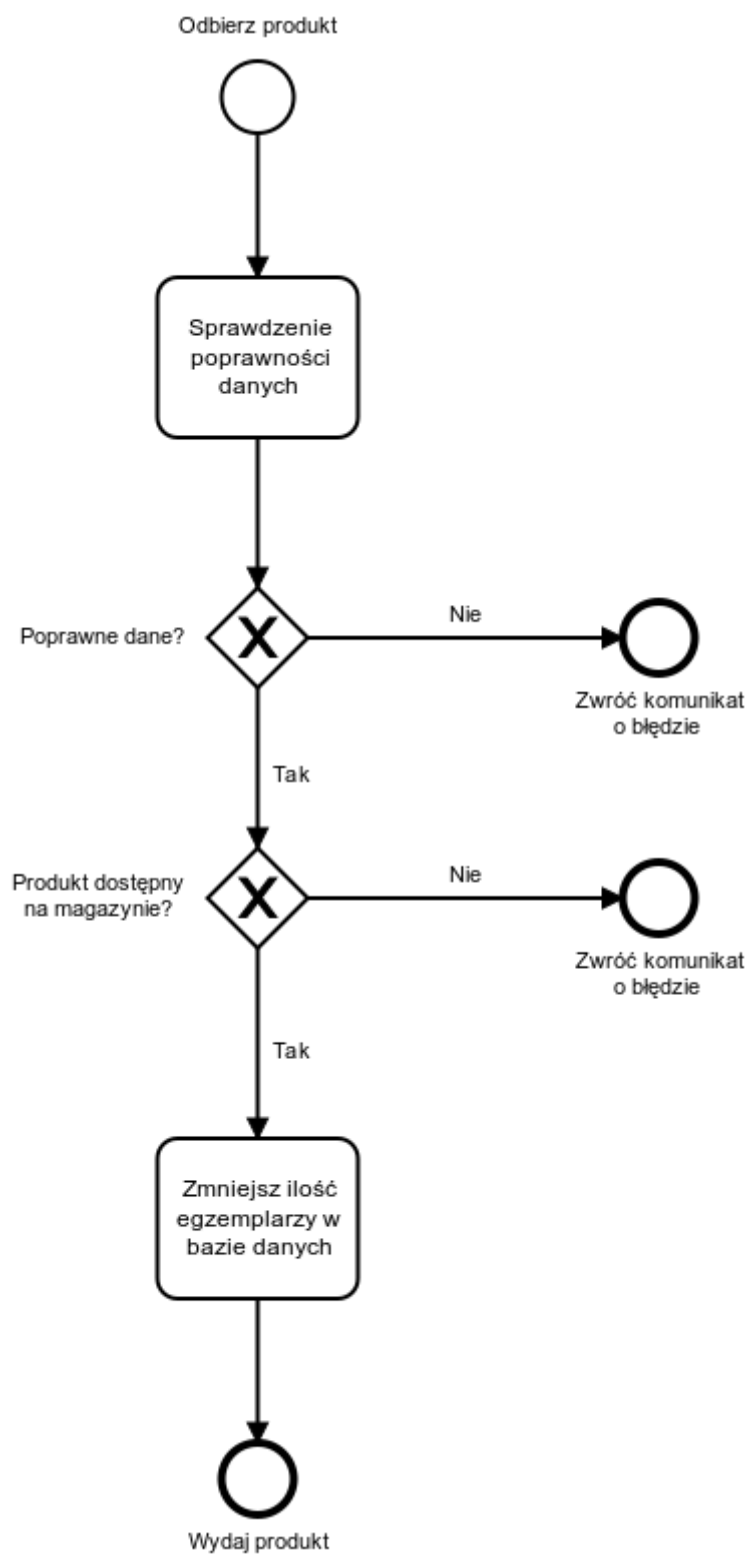 Odbierz produkt
Sprawdzenie
poprawności
danych
Poprawne dane?
X
Nie
Zwróć komunikat
o błędzie
Tak
Produkt dostępny
na magazynie?
X
Nie
Zwróć komunikat
o błędzie
Tak
Zmniejsz ilość
egzemplarzy w
bazie danych
Wydaj produkt